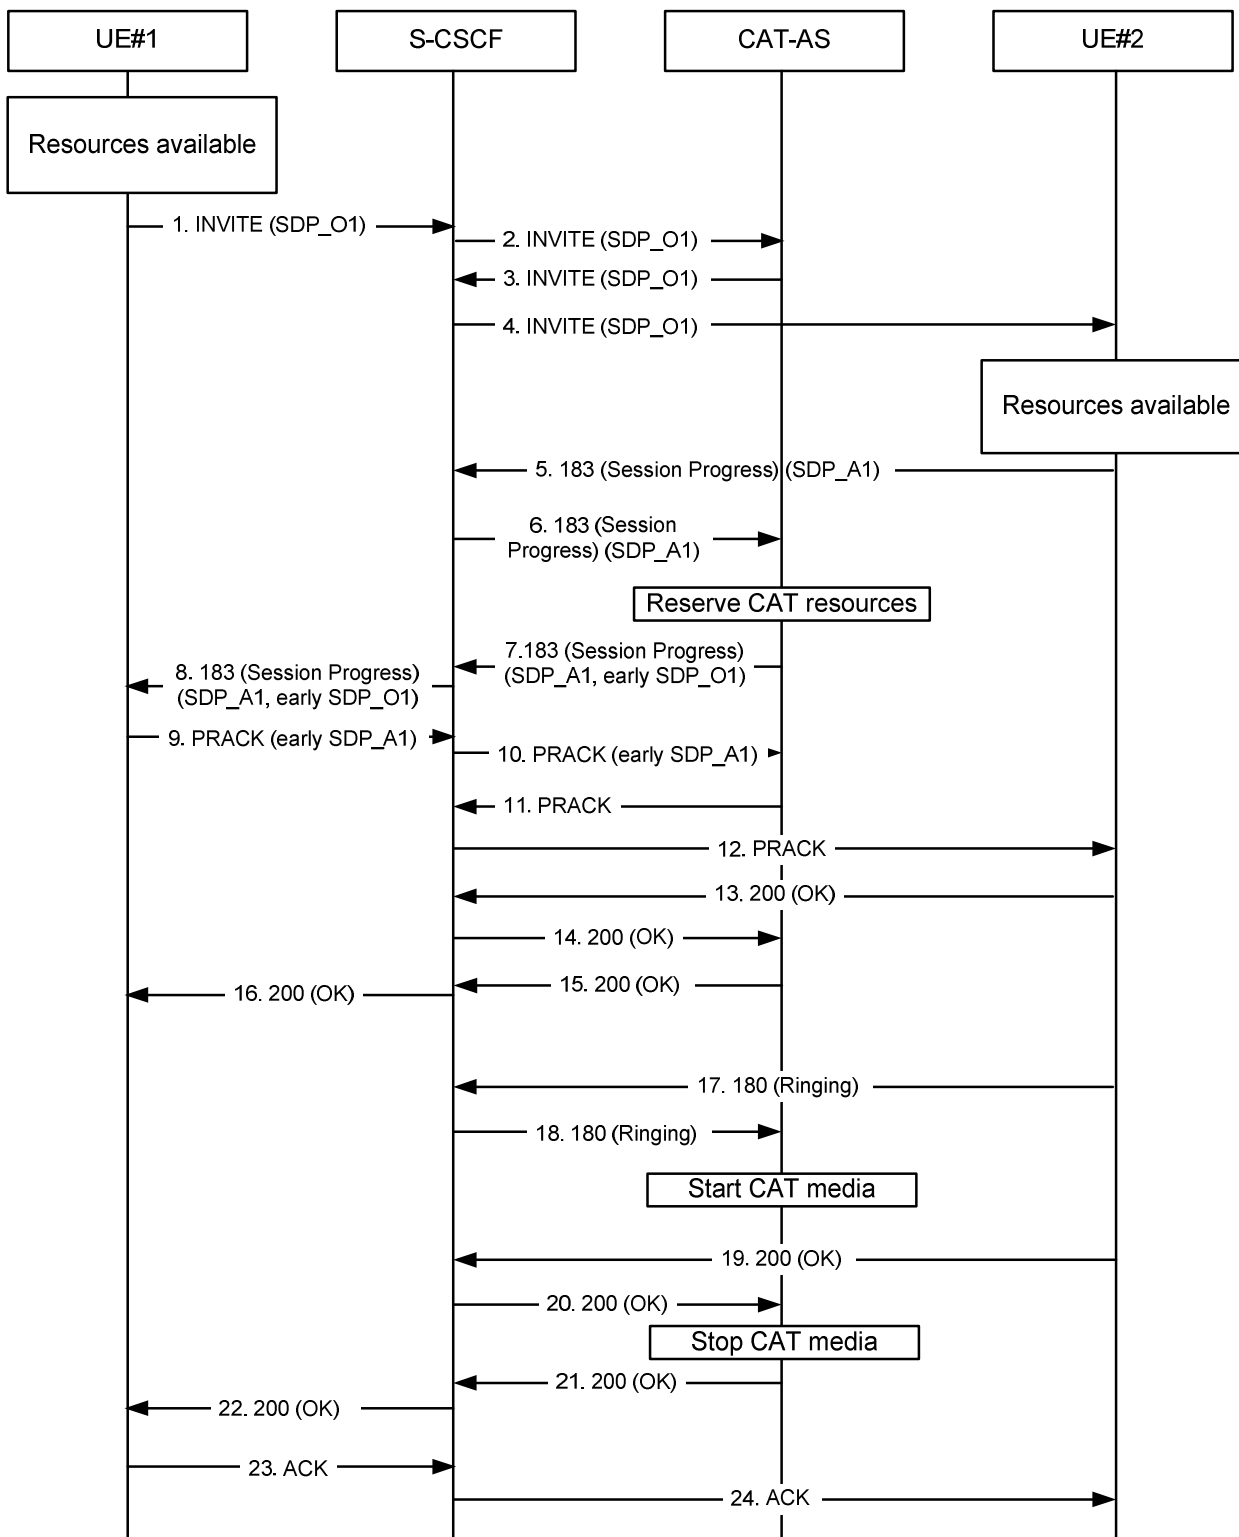 UE#1
S-CSCF
CAT-AS
UE#2
Resources available
1. INVITE (SDP_O1)
2. INVITE (SDP_O1)
3. INVITE (SDP_O1)
4. INVITE (SDP_O1)
Resources available
5. 183 (Session Progress) (SDP_A1)
6. 183 (Session
Progress) (SDP_A1)
Reserve CAT resources
7.183 (Session Progress)
(SDP_A1, early SDP_O1)
8. 183 (Session Progress)
(SDP_A1, early SDP_O1)
9. PRACK (early SDP_A1)
10. PRACK (early SDP_A1)
11. PRACK
12. PRACK
13. 200 (OK)
14. 200 (OK)
15. 200 (OK)
16. 200 (OK)
17. 180 (Ringing)
18. 180 (Ringing)
Start CAT media
19. 200 (OK)
20. 200 (OK)
Stop CAT media
21. 200 (OK)
22. 200 (OK)
23. ACK
24. ACK